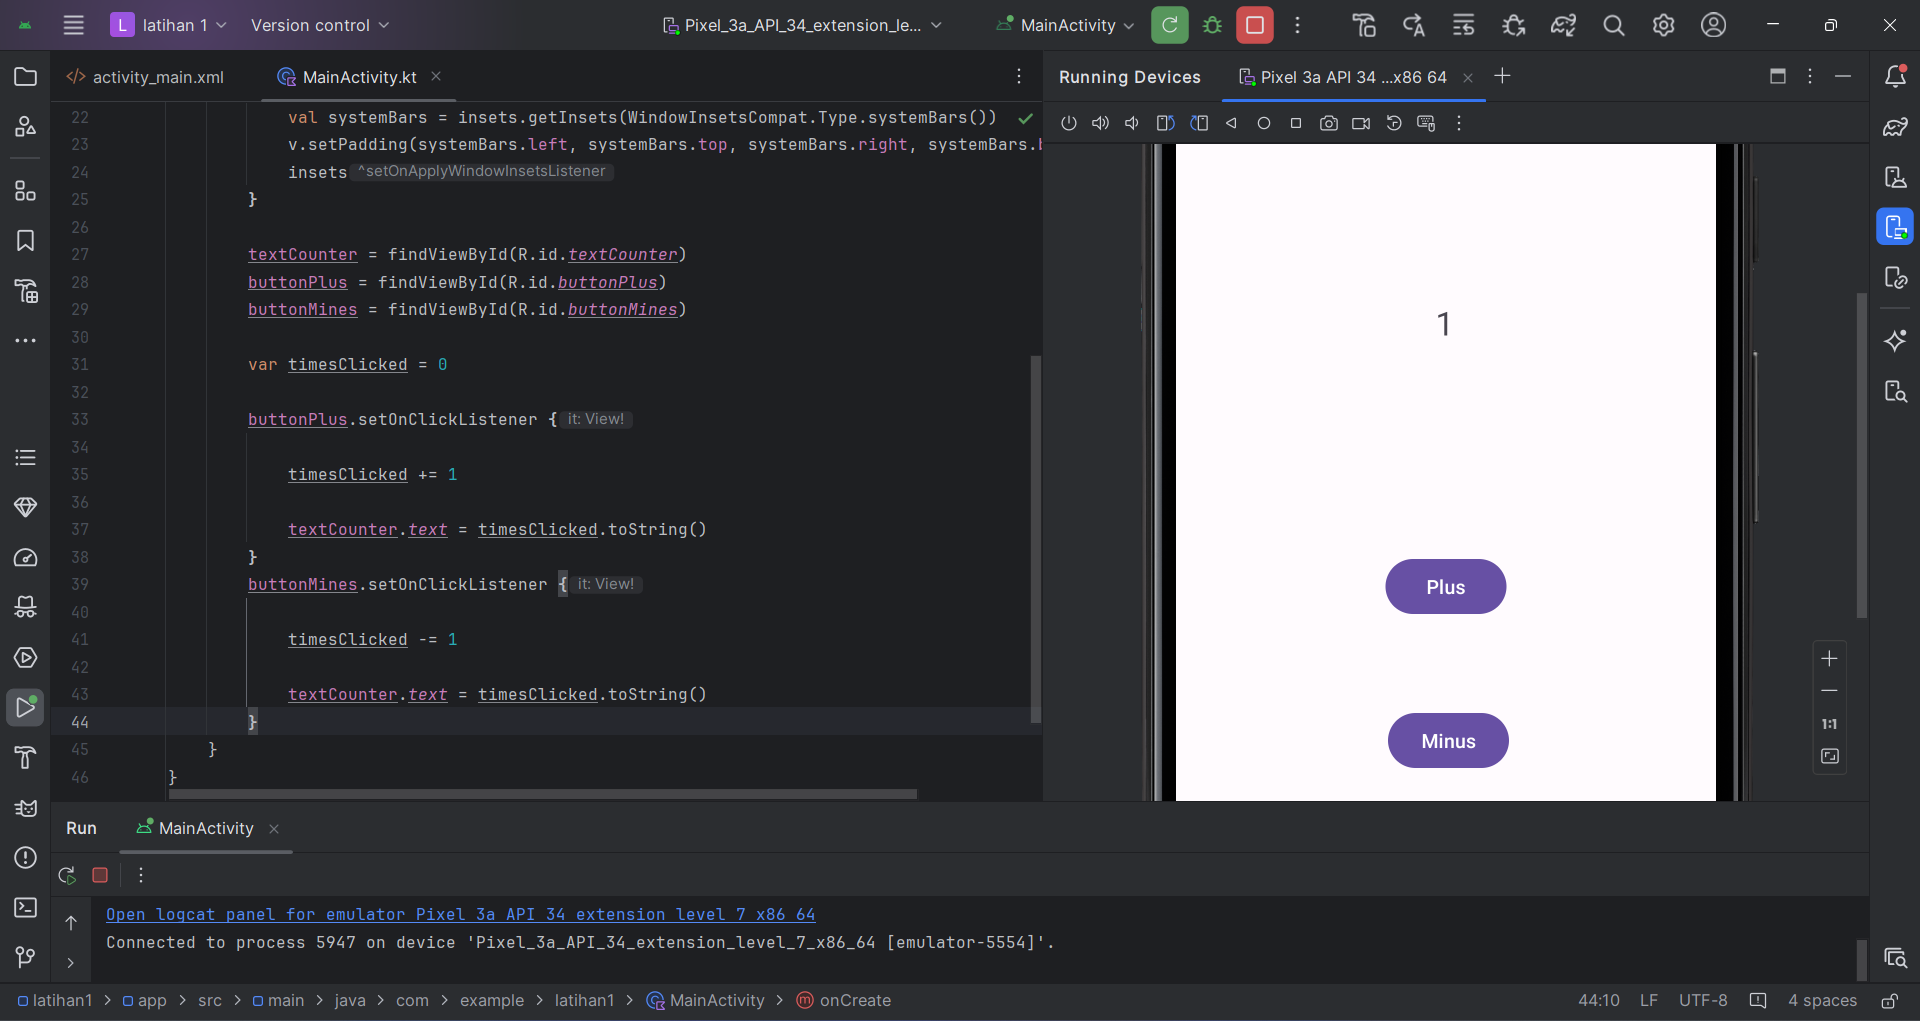 L latihan 1
Version control
Pixel_3a_API_34_extension_le...
MainActivity
activity_main.xml
MainActivity.kt
22 val systemBars = insets.getInsets(WindowInsetsCompat.Type.systemBars())
23 v.setPadding(systemBars.left, systemBars.top, systemBars.right, systemBars.b
24 insets ^setOnApplyWindowInsetsListener
25 }
26
27 textCounter = findViewById(R.id.textCounter)
28 buttonPlus = findViewById(R.id.buttonPlus)
29 buttonMines = findViewById(R.id.buttonMines)
30
31 var timesClicked = 0
32
33 buttonPlus.setOnClickListener { it: View!
34
35 timesClicked += 1
36
37 textCounter.text = timesClicked.toString()
38 }
39 buttonMines.setOnClickListener { it: View!
40
41 timesClicked -= 1
42
43 textCounter.text = timesClicked.toString()
44 }
45 }
46 }
Running Devices
Pixel 3a API 34 ...x86 64
1
Plus
Minus
1:1
Run
MainActivity
Open logcat panel for emulator Pixel 3a API 34 extension level 7 x86 64
Connected to process 5947 on device 'Pixel_3a_API_34_extension_level_7_x86_64 [emulator-5554]'.
latihan1 > app > src > main > java > com > example > latihan1 > MainActivity > m onCreate
44:10 LF UTF-8 4 spaces